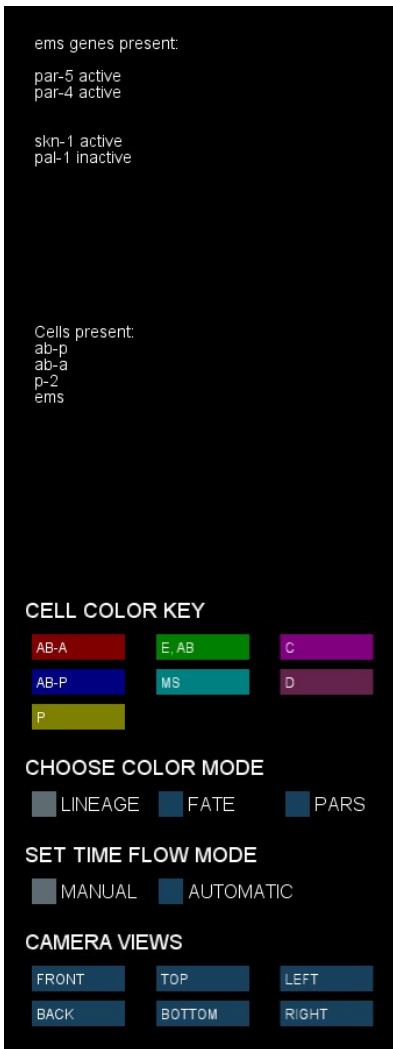 ems genes present:
par-5 active
par-4 active
skn-1 active
pal-1 inactive
Cells present:
ab-p
ab-a
p-2
ems
CELL COLOR KEY
AB-A E, AB C
AB-P MS D
P
CHOOSE COLOR MODE
LINEAGE FATE PARS
SET TIME FLOW MODE
MANUAL AUTOMATIC
CAMERA VIEWS
FRONT TOP LEFT
BACK BOTTOM RIGHT